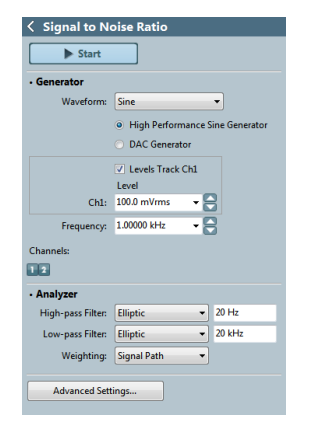 Signal to Noise Ratio
Start
Generator
Waveform: Sine
High Performance Sine Generator
DAC Generator
Levels Track Ch1
Level
Ch1: 100.0 mVrms
Frequency: 1.00000 kHz
Channels:
1 2
Analyzer
High-pass Filter: Elliptic 20 Hz
Low-pass Filter: Elliptic 20 kHz
Weighting: Signal Path
Advanced Settings...